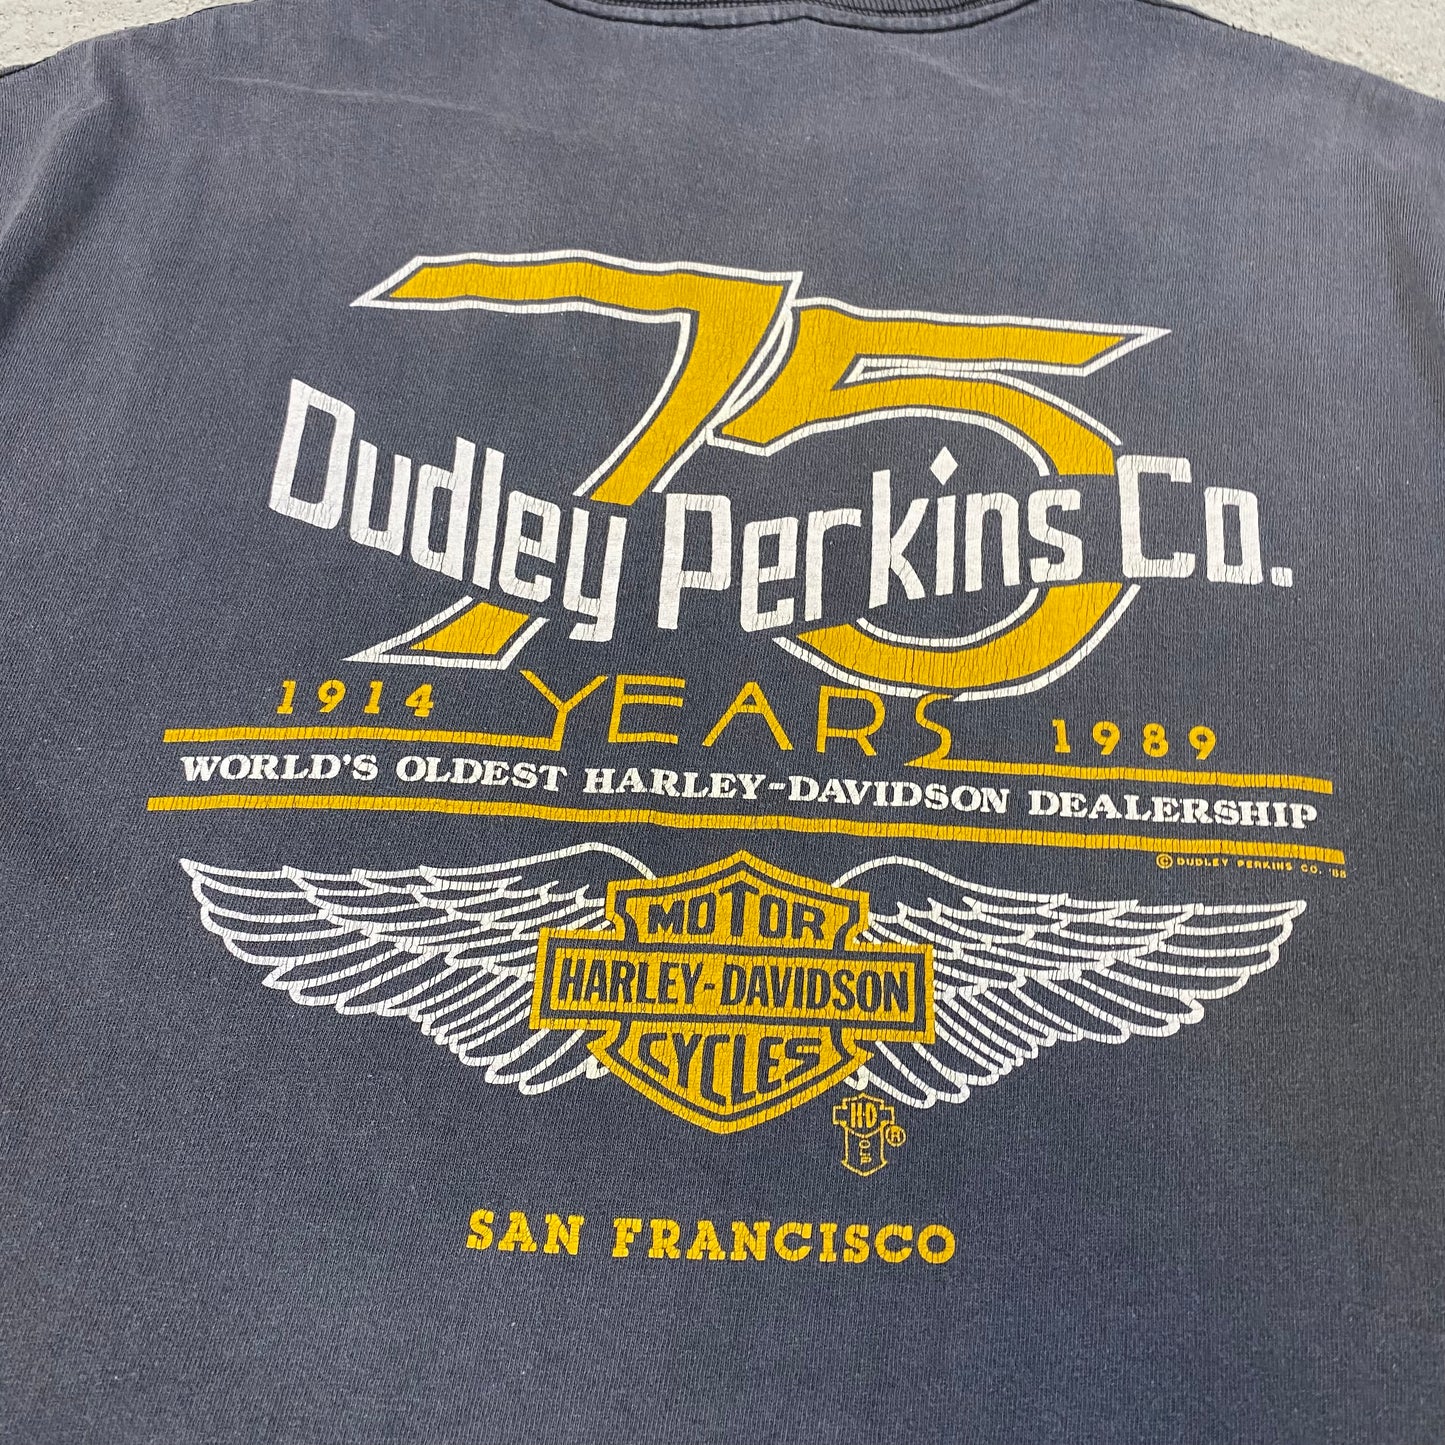 75
Dudley Perkins Co.
1914 YEARS 1989
WORLD'S OLDEST HARLEY-DAVIDSON DEALERSHIP
© DUDLEY PERKINS CO. '88
MOTOR
HARLEY-DAVIDSON
CYCLES
H-D
OLP ®
SAN FRANCISCO